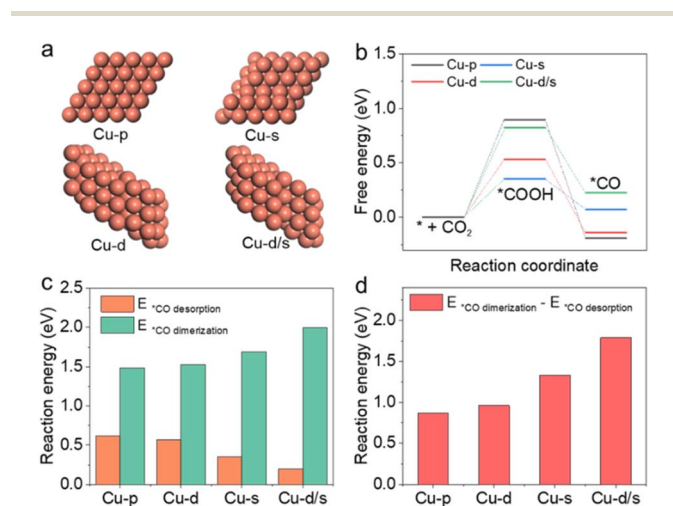 a
Cu-p
Cu-s
Cu-d
Cu-d/s
b
1.5
1.0
0.5
0.0
Free energy (eV)
Cu-p
Cu-s
Cu-d
Cu-d/s
* + CO₂
*COOH
*CO
Reaction coordinate
c
2.5
2.0
1.5
1.0
0.5
0.0
Reaction energy (eV)
E *CO desorption
E *CO dimerization
Cu-p Cu-d Cu-s Cu-d/s
d
2.0
1.5
1.0
0.5
0.0
Reaction energy (eV)
E *CO dimerization - E *CO desorption
Cu-p Cu-d Cu-s Cu-d/s